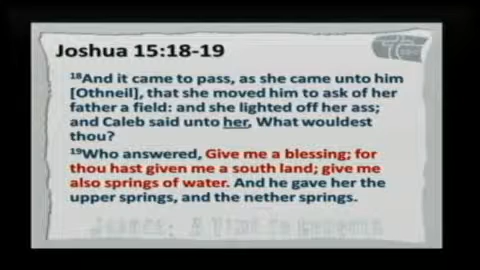 Joshua 15:18-19
18And it came to pass, as she came unto him
[Othneil], that she moved him to ask of her
father a field: and she lighted off her ass;
and Caleb said unto her, What wouldest
thou?
19Who answered, Give me a blessing; for
thou hast given me a south land; give me
also springs of water. And he gave her the
upper springs, and the nether springs.